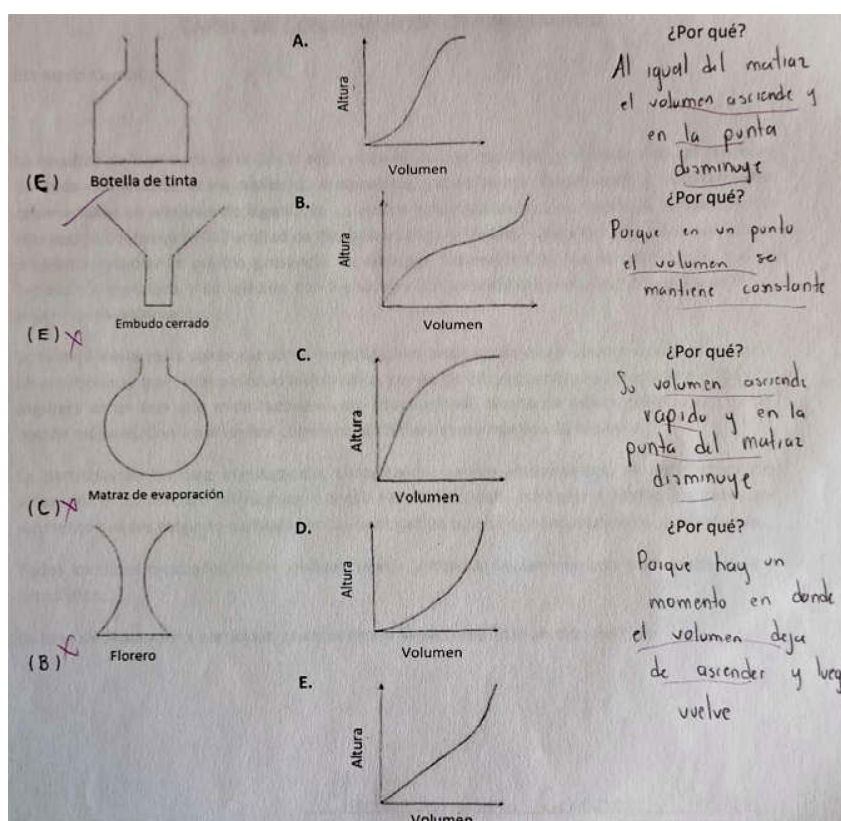 A.
Altura
Volumen
¿Por qué?
Al igual del matraz
el volumen asciende y
en la punta
disminuye
(E) Botella de tinta
B.
Altura
Volumen
¿Por qué?
Porque en un punto
el volumen se
mantiene constante
Embudo cerrado
(E) X
C.
Altura
Volumen
¿Por qué?
Su volumen asciende
rapido y en la
punta del matraz
disminuye
Matraz de evaporación
(C) X
D.
Altura
Volumen
¿Por qué?
Porque hay un
momento en donde
el volumen deja
de ascender y lueg
vuelve
Florero
(B) X
E.
Altura
Volumen